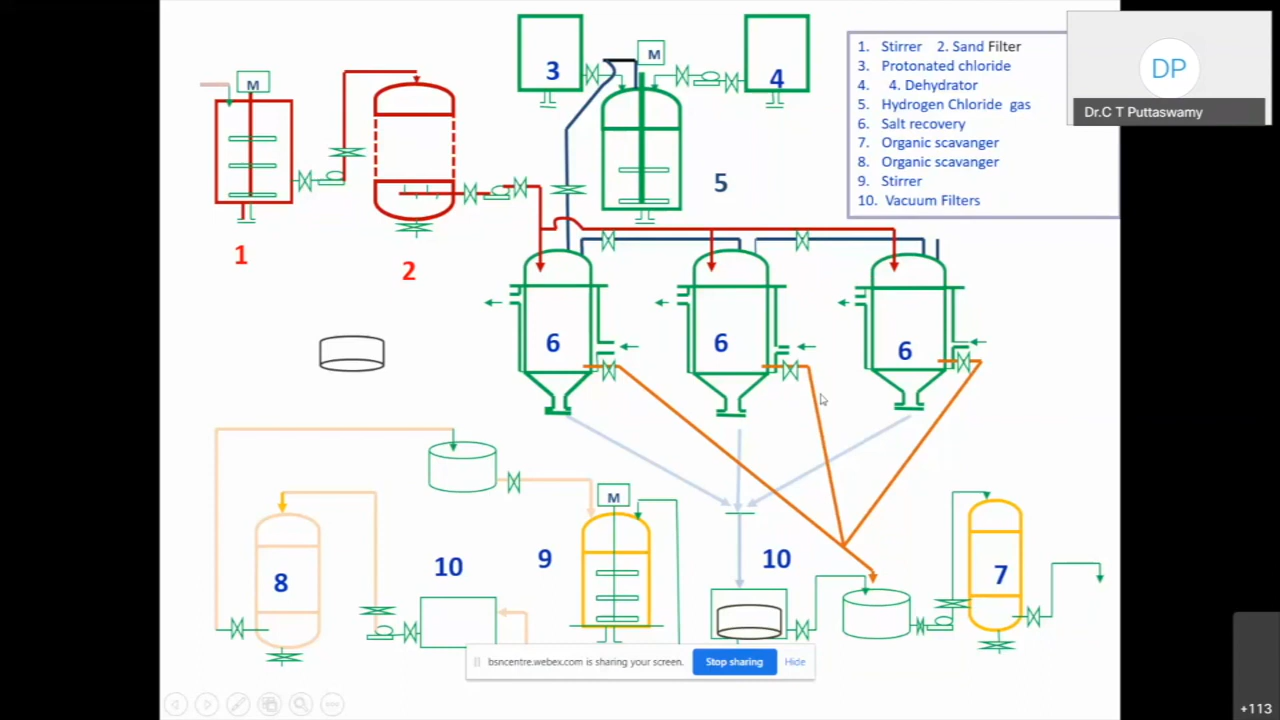 3
M
4
M
1. Stirrer 2. Sand Filter
3. Protonated chloride
4. 4. Dehydrator
5. Hydrogen Chloride gas
6. Salt recovery
7. Organic scavanger
8. Organic scavanger
9. Stirrer
10. Vacuum Filters
DP
Dr.C T Puttaswamy
5
1
2
6
6
6
M
8
10
9
10
7
bsncentre.webex.com is sharing your screen.
Stop sharing
Hide
+113